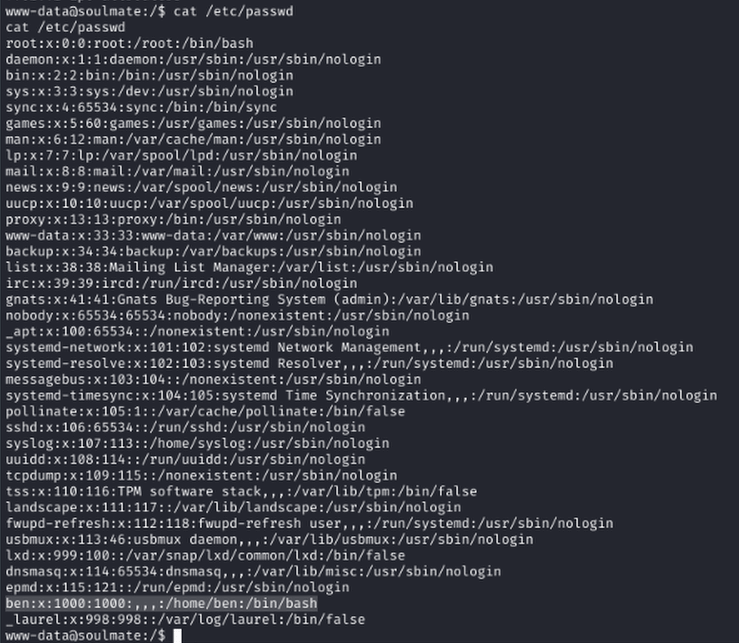 www-data@soulmate:/$ cat /etc/passwd
cat /etc/passwd
root:x:0:0:root:/root:/bin/bash
daemon:x:1:1:daemon:/usr/sbin:/usr/sbin/nologin
bin:x:2:2:bin:/bin:/usr/sbin/nologin
sys:x:3:3:sys:/dev:/usr/sbin/nologin
sync:x:4:65534:sync:/bin:/bin/sync
games:x:5:60:games:/usr/games:/usr/sbin/nologin
man:x:6:12:man:/var/cache/man:/usr/sbin/nologin
lp:x:7:7:lp:/var/spool/lpd:/usr/sbin/nologin
mail:x:8:8:mail:/var/mail:/usr/sbin/nologin
news:x:9:9:news:/var/spool/news:/usr/sbin/nologin
uucp:x:10:10:uucp:/var/spool/uucp:/usr/sbin/nologin
proxy:x:13:13:proxy:/bin:/usr/sbin/nologin
www-data:x:33:33:www-data:/var/www:/usr/sbin/nologin
backup:x:34:34:backup:/var/backups:/usr/sbin/nologin
list:x:38:38:Mailing List Manager:/var/list:/usr/sbin/nologin
irc:x:39:39:ircd:/run/ircd:/usr/sbin/nologin
gnats:x:41:41:Gnats Bug-Reporting System (admin):/var/lib/gnats:/usr/sbin/nologin
nobody:x:65534:65534:nobody:/nonexistent:/usr/sbin/nologin
_apt:x:100:65534::/nonexistent:/usr/sbin/nologin
systemd-network:x:101:102:systemd Network Management,,,:/run/systemd:/usr/sbin/nologin
systemd-resolve:x:102:103:systemd Resolver,,,:/run/systemd:/usr/sbin/nologin
messagebus:x:103:104::/nonexistent:/usr/sbin/nologin
systemd-timesync:x:104:105:systemd Time Synchronization,,,:/run/systemd:/usr/sbin/nologin
pollinate:x:105:1::/var/cache/pollinate:/bin/false
sshd:x:106:65534::/run/sshd:/usr/sbin/nologin
syslog:x:107:113::/home/syslog:/usr/sbin/nologin
uuidd:x:108:114::/run/uuidd:/usr/sbin/nologin
tcpdump:x:109:115::/nonexistent:/usr/sbin/nologin
tss:x:110:116:TPM software stack,,,:/var/lib/tpm:/bin/false
landscape:x:111:117::/var/lib/landscape:/usr/sbin/nologin
fwupd-refresh:x:112:118:fwupd-refresh user,,,:/run/systemd:/usr/sbin/nologin
usbmux:x:113:46:usbmux daemon,,,:/var/lib/usbmux:/usr/sbin/nologin
lxd:x:999:100::/var/snap/lxd/common/lxd:/bin/false
dnsmasq:x:114:65534:dnsmasq,,,:/var/lib/misc:/usr/sbin/nologin
epmd:x:115:121::/run/epmd:/usr/sbin/nologin
ben:x:1000:1000:,,,:/home/ben:/bin/bash
_laurel:x:998:998::/var/log/laurel:/bin/false
www-data@soulmate:/$